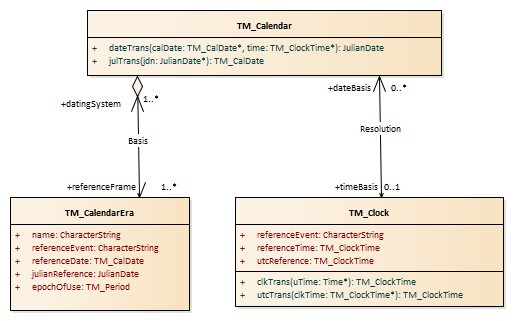 TM_Calendar
+ dateTrans(calDate: TM_CalDate*, time: TM_ClockTime*): JulianDate
+ julTrans(jdn: JulianDate*): TM_CalDate
+datingSystem
1..*
+dateBasis
0..*
Basis
Resolution
+referenceFrame
1..*
+timeBasis
0..1
TM_CalendarEra
+ name: CharacterString
+ referenceEvent: CharacterString
+ referenceDate: TM_CalDate
+ julianReference: JulianDate
+ epochOfUse: TM_Period
TM_Clock
+ referenceEvent: CharacterString
+ referenceTime: TM_ClockTime
+ utcReference: TM_ClockTime
+ clkTrans(uTime: Time*): TM_ClockTime
+ utcTrans(clkTime: TM_ClockTime*): TM_ClockTime